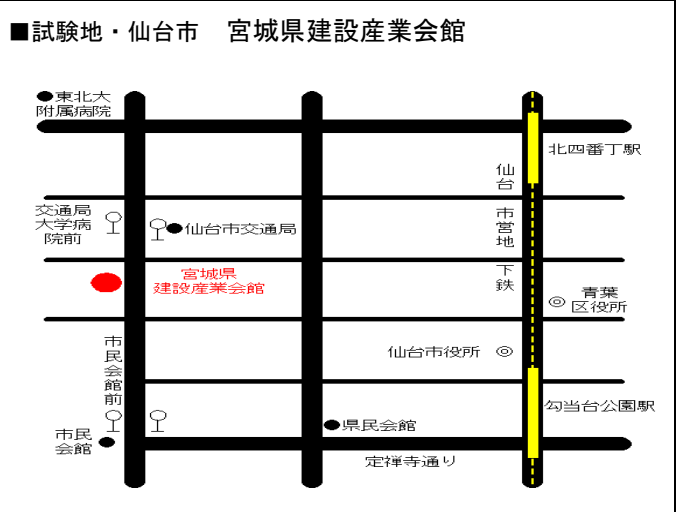 ■試験地・仙台市　宮城県建設産業会館
●東北大
附属病院
北四番丁駅
仙台
市営地
下鉄
交通局
大学病
院前
●仙台市交通局
宮城県
建設産業会館
青葉
◎区役所
市民会館前
仙台市役所 ◎
勾当台公園駅
●県民会館
市民
会館●
定禅寺通り